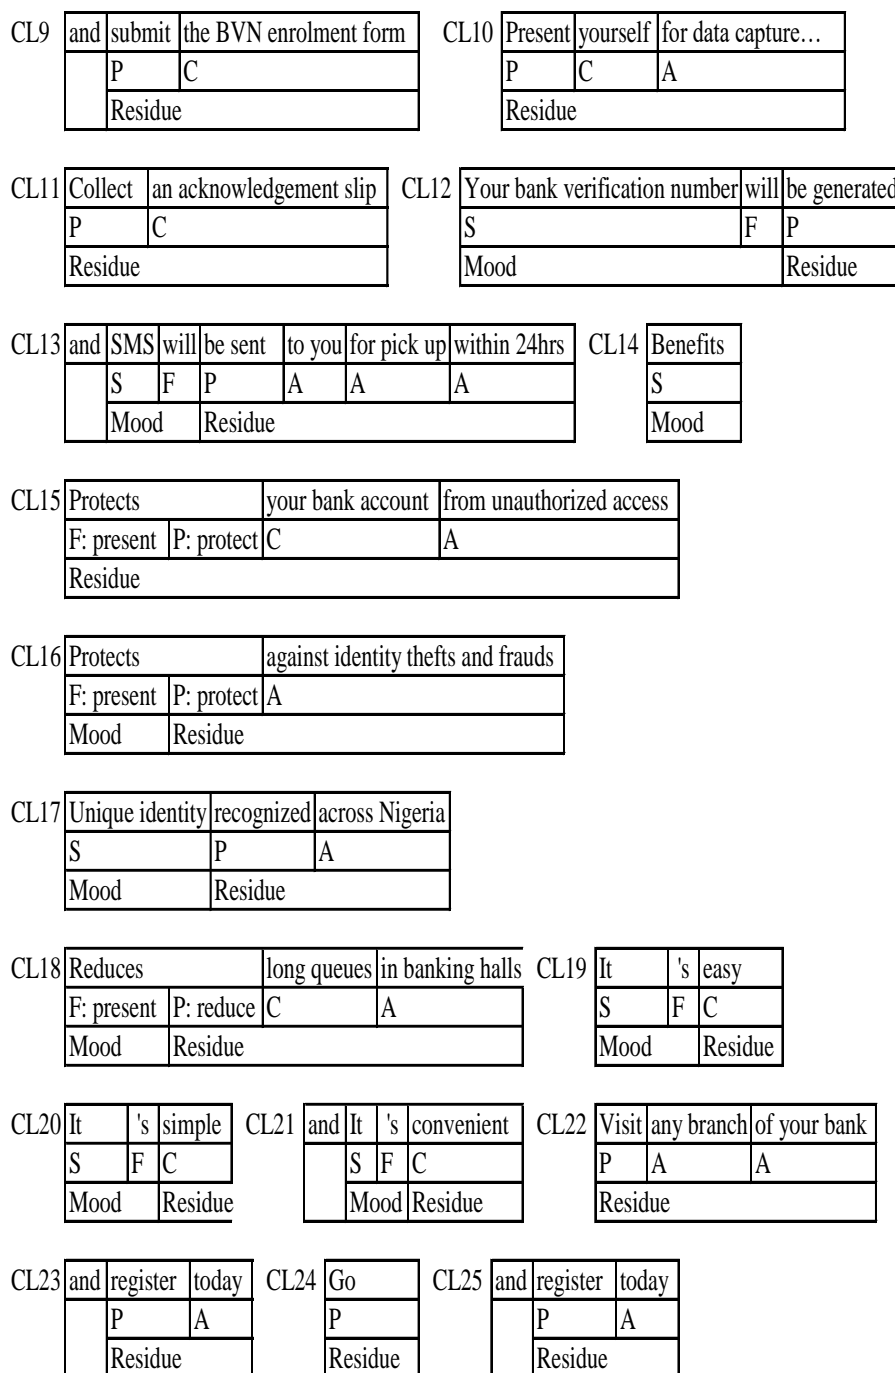 CL9 and submit the BVN enrolment form CL10 Present yourself for data capture…
P C P C A
Residue Residue
CL11 Collect an acknowledgement slip CL12 Your bank verification number will be generated
P C S F P
Residue Mood Residue
CL13 and SMS will be sent to you for pick up within 24hrs CL14 Benefits
S F P A A A S
Mood Residue Mood
CL15 Protects your bank account from unauthorized access
F: present P: protect C A
Residue
CL16 Protects against identity thefts and frauds
F: present P: protect A
Mood Residue
CL17 Unique identity recognized across Nigeria
S P A
Mood Residue
CL18 Reduces long queues in banking halls CL19 It 's easy
F: present P: reduce C A S F C
Mood Residue Mood Residue
CL20 It 's simple CL21 and It 's convenient CL22 Visit any branch of your bank
S F C S F C P A A
Mood Residue Mood Residue Residue
CL23 and register today CL24 Go CL25 and register today
P A P P A
Residue Residue Residue